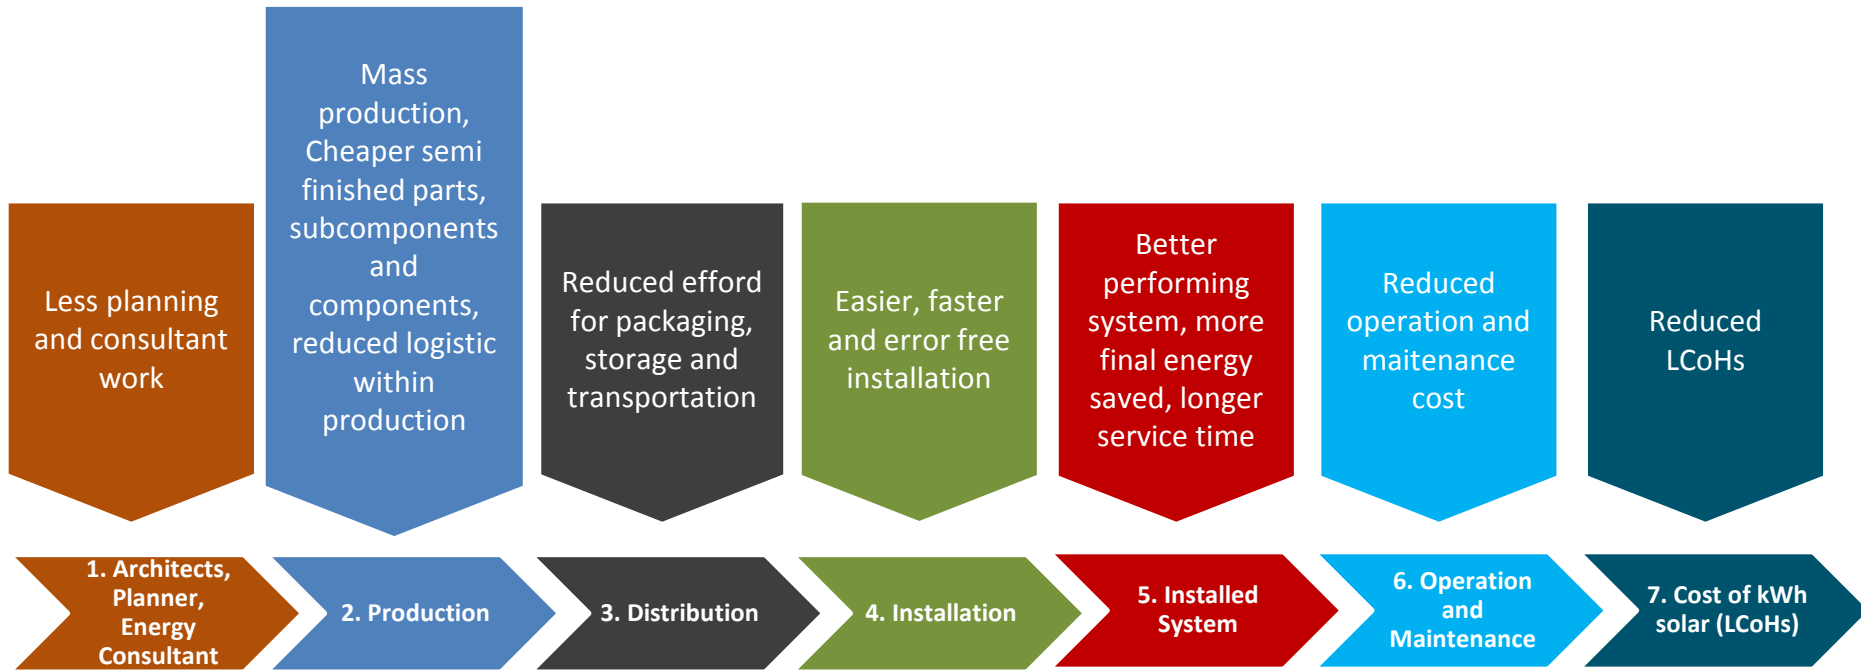 Less planning
and consultant
work
Mass
production,
Cheaper semi
finished parts,
subcomponents
and
components,
reduced logistic
within
production
Reduced efford
for packaging,
storage and
transportation
Easier, faster
and error free
installation
Better
performing
system, more
final energy
saved, longer
service time
Reduced
operation and
maitenance
cost
Reduced
LCoHs
1. Architects,
Planner,
Energy
Consultant
2. Production
3. Distribution
4. Installation
5. Installed
System
6. Operation
and
Maintenance
7. Cost of kWh
solar (LCoHs)